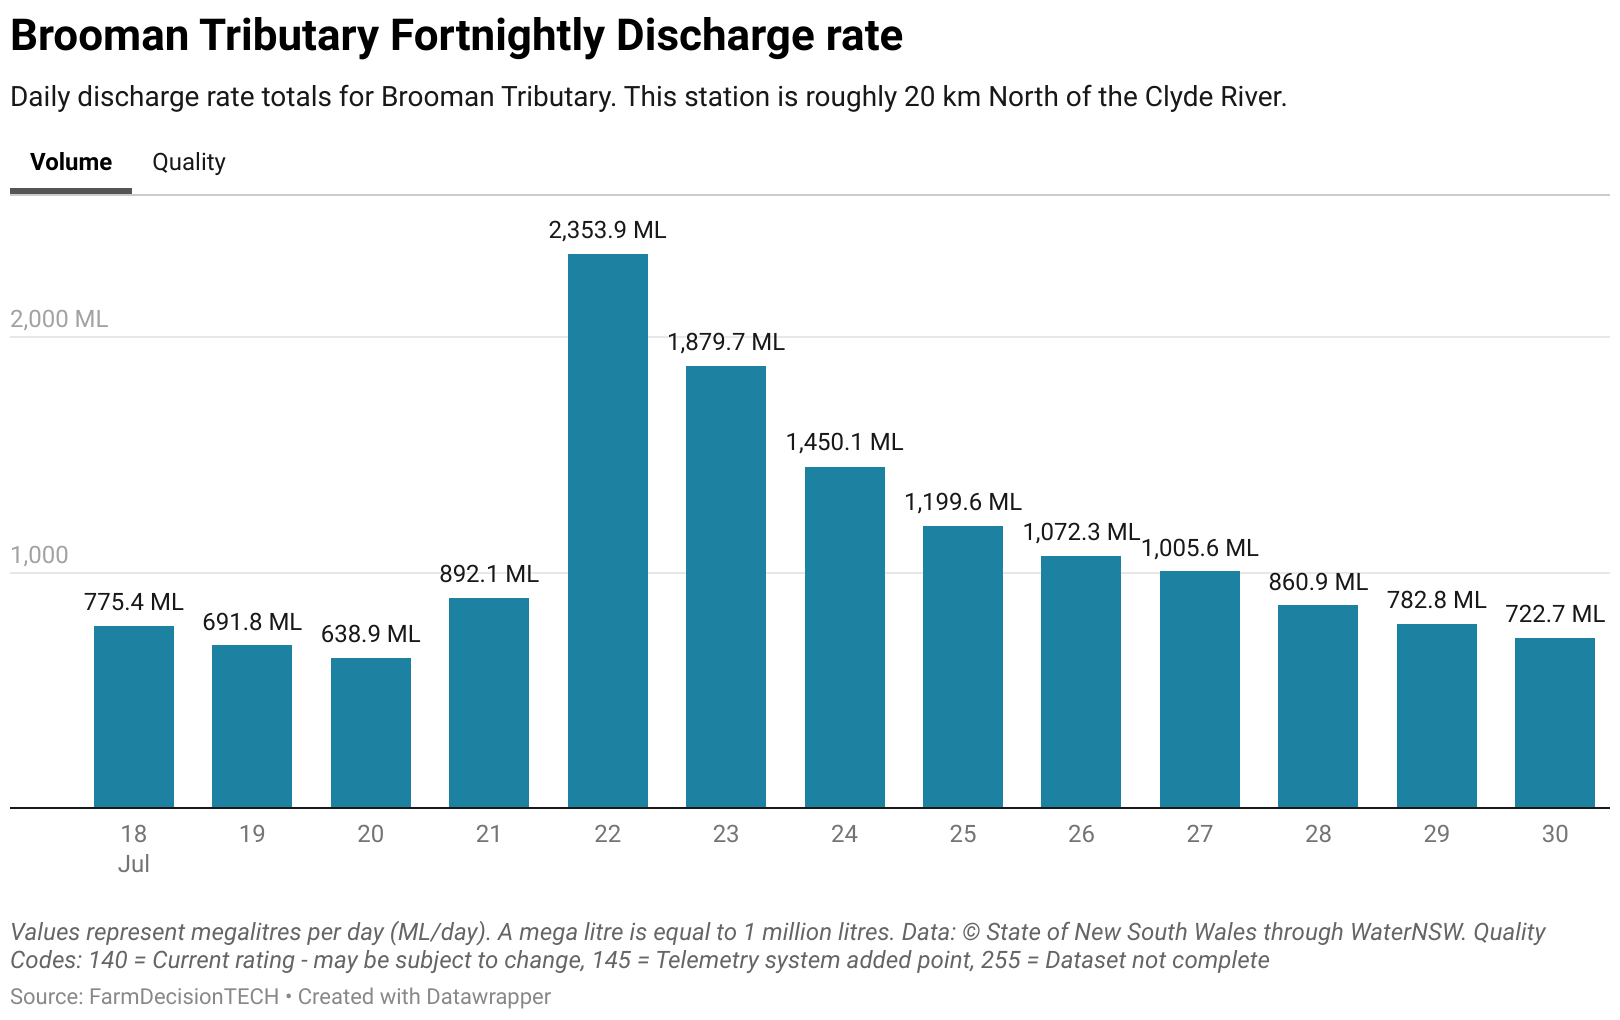 Brooman Tributary Fortnightly Discharge rate
Daily discharge rate totals for Brooman Tributary. This station is roughly 20 km North of the Clyde River.
Volume Quality
2,353.9 ML
2,000 ML
1,879.7 ML
1,450.1 ML
1,199.6 ML
1,072.3 ML
1,005.6 ML
1,000
892.1 ML
860.9 ML
782.8 ML
775.4 ML
722.7 ML
691.8 ML
638.9 ML
18 19 20 21 22 23 24 25 26 27 28 29 30
Jul
Values represent megalitres per day (ML/day). A mega litre is equal to 1 million litres. Data: © State of New South Wales through WaterNSW. Quality
Codes: 140 = Current rating - may be subject to change, 145 = Telemetry system added point, 255 = Dataset not complete
Source: FarmDecisionTECH • Created with Datawrapper